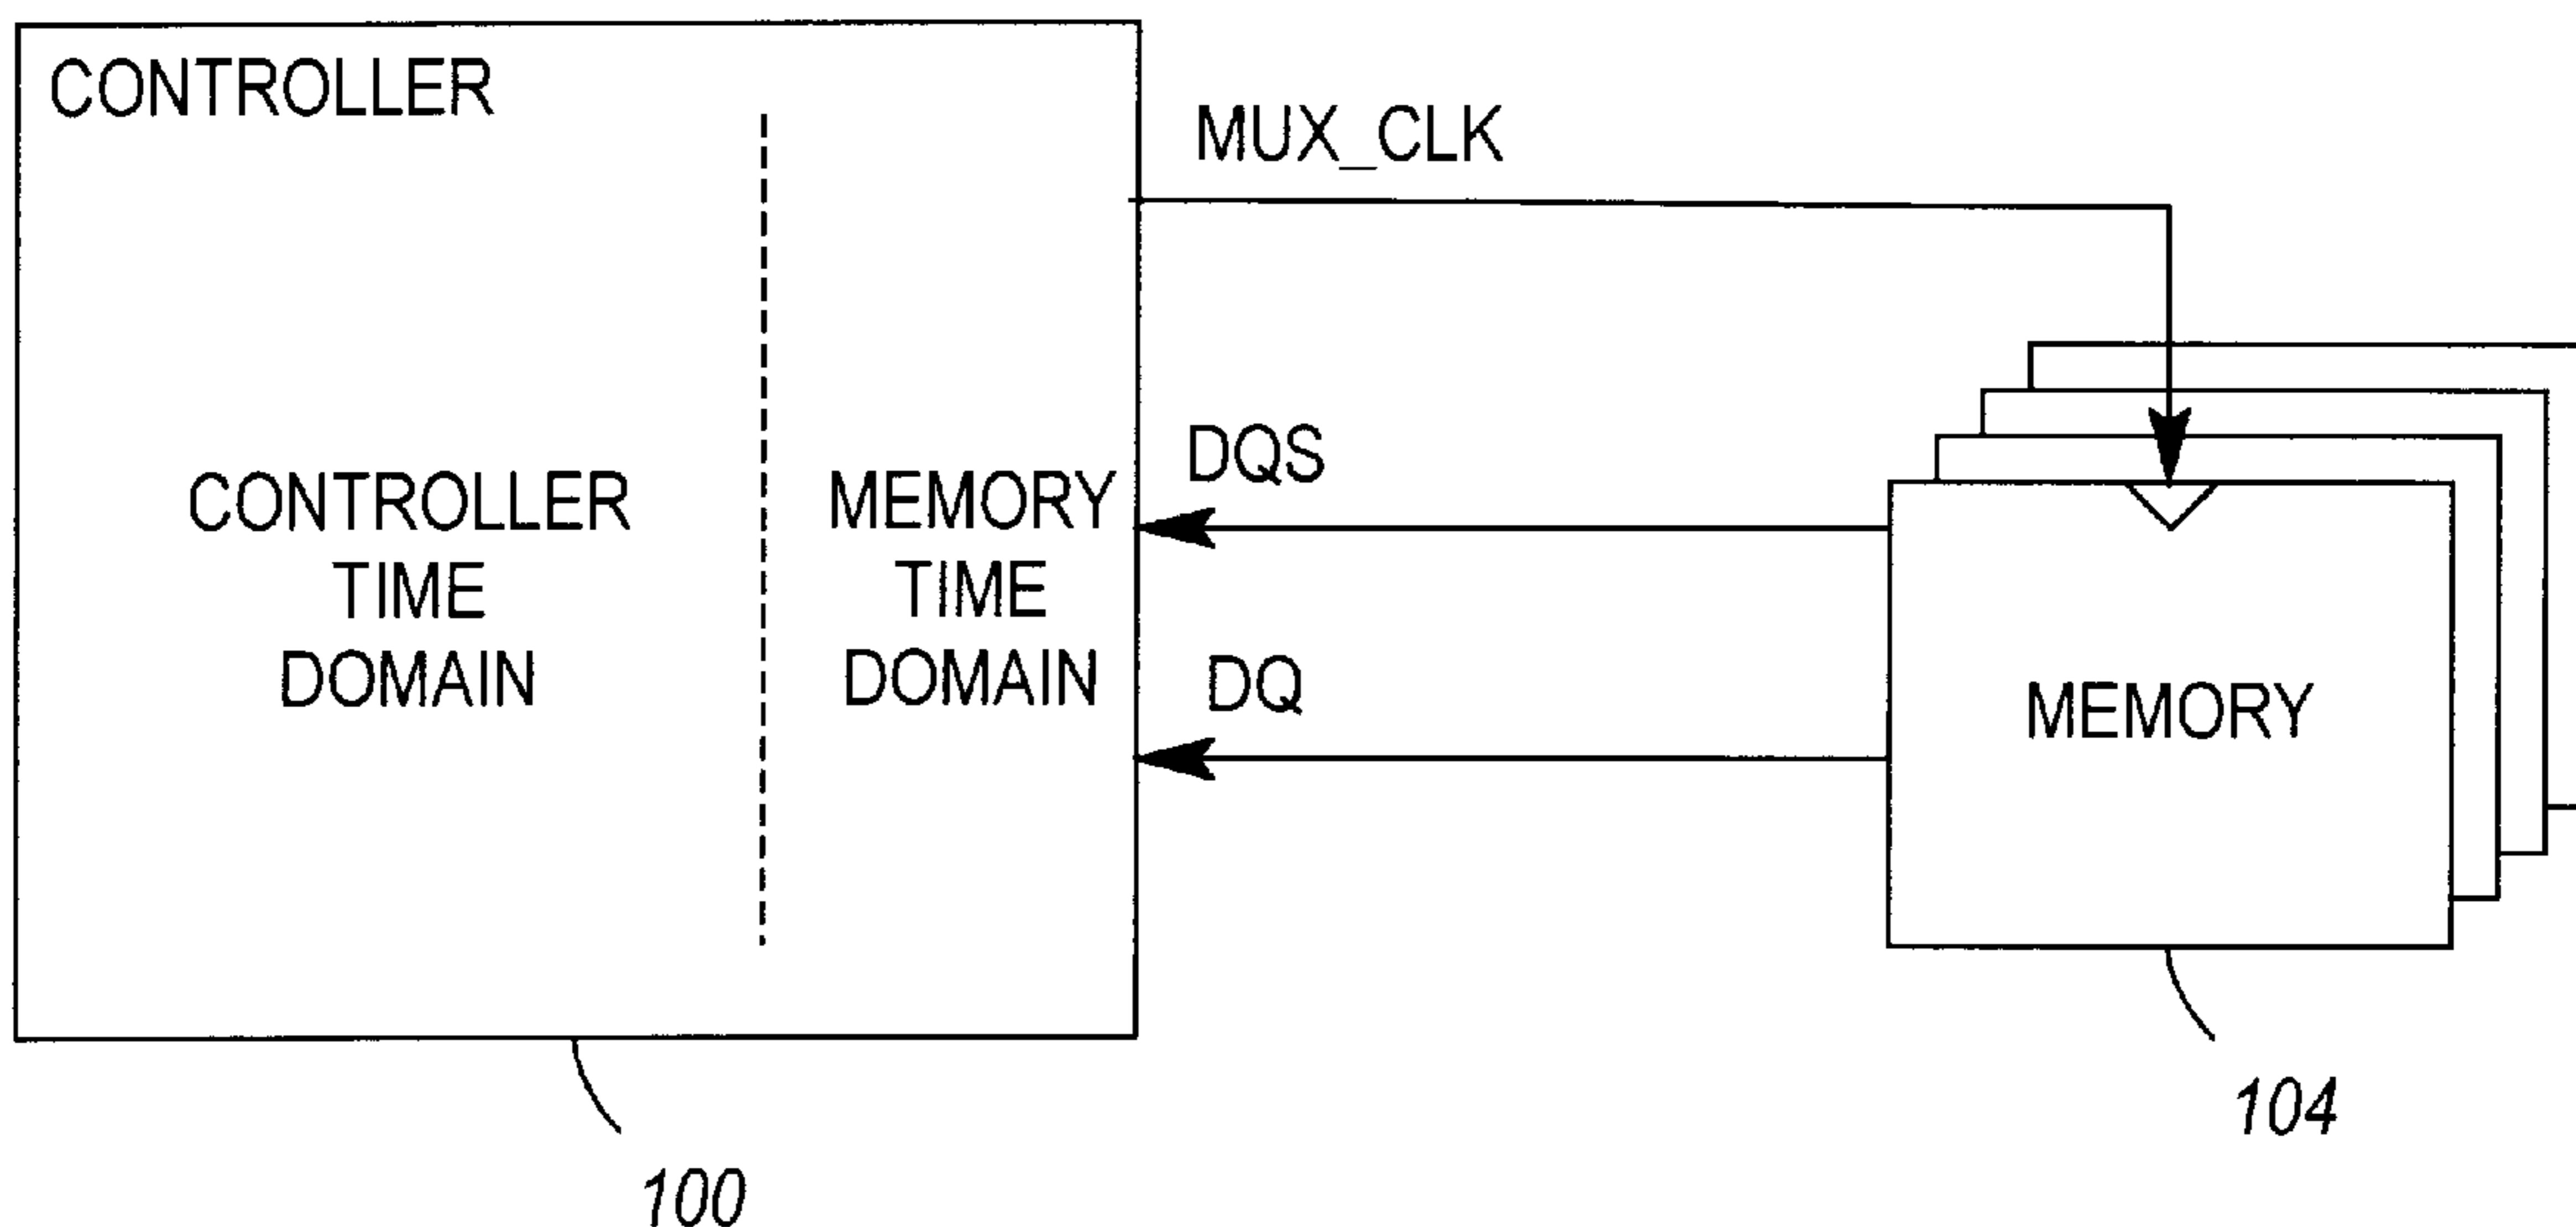 CONTROLLER
MUX_CLK
DQS
CONTROLLER
TIME
DOMAIN
MEMORY
TIME
DOMAIN
DQ
MEMORY
104
100